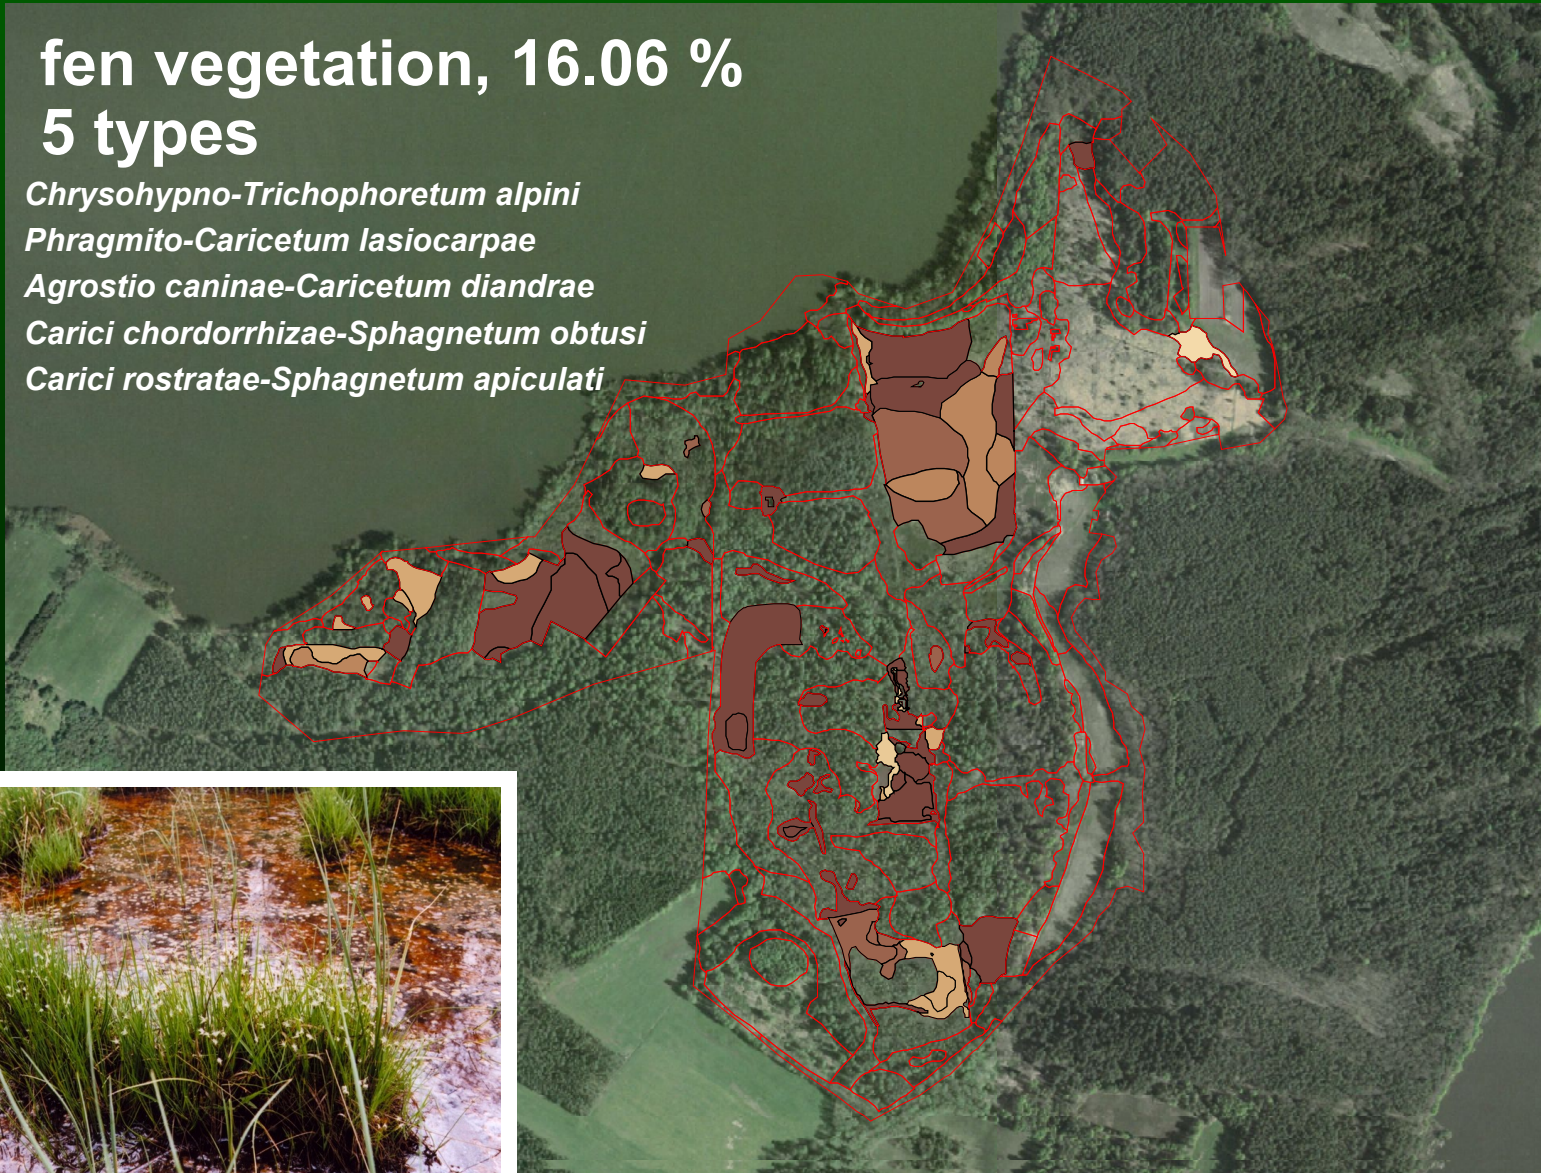 fen vegetation, 16.06 %
5 types
Chrysohypno-Trichophoretum alpini
Phragmito-Caricetum lasiocarpae
Agrostio caninae-Caricetum diandrae
Carici chordorrhizae-Sphagnetum obtusi
Carici rostratae-Sphagnetum apiculati